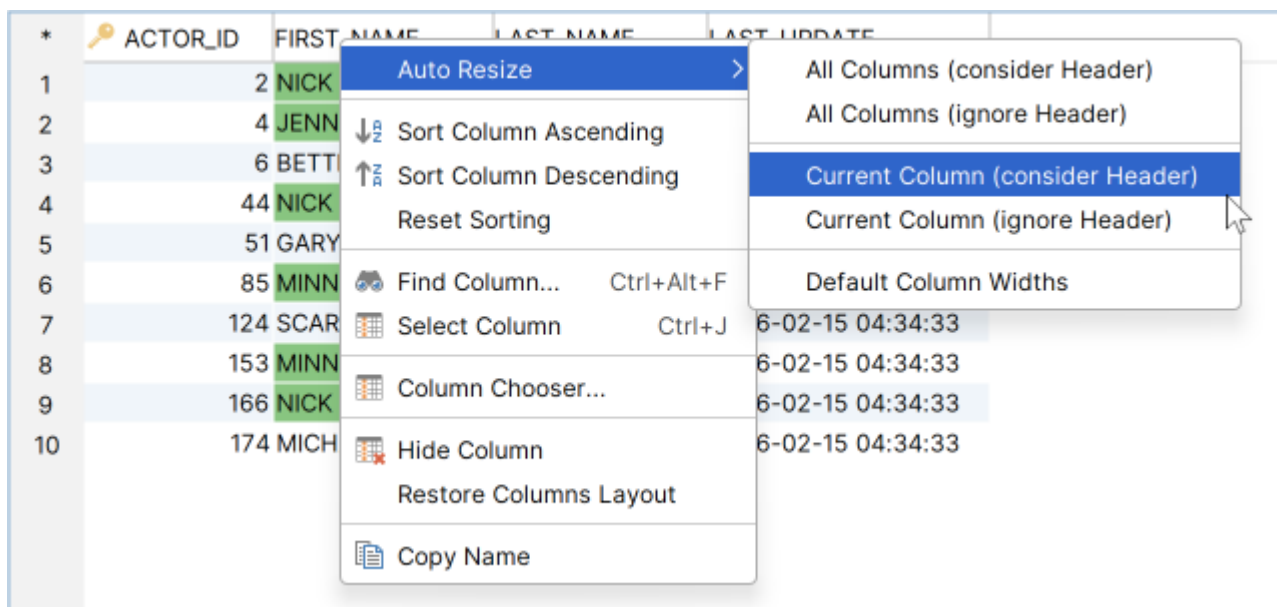 * ACTOR_ID FIRST_NAME LAST_NAME LAST_UPDATE
Auto Resize
All Columns (consider Header)
All Columns (ignore Header)
Current Column (consider Header)
Current Column (ignore Header)
Default Column Widths
Sort Column Ascending
Sort Column Descending
Reset Sorting
Find Column... Ctrl+Alt+F
Select Column Ctrl+J
Column Chooser...
Hide Column
Restore Columns Layout
Copy Name
1 2 NICK
2 4 JENN
3 6 BETT
4 44 NICK
5 51 GARY
6 85 MINN
7 124 SCAR 6-02-15 04:34:33
8 153 MINN 6-02-15 04:34:33
9 166 NICK 6-02-15 04:34:33
10 174 MICH 6-02-15 04:34:33